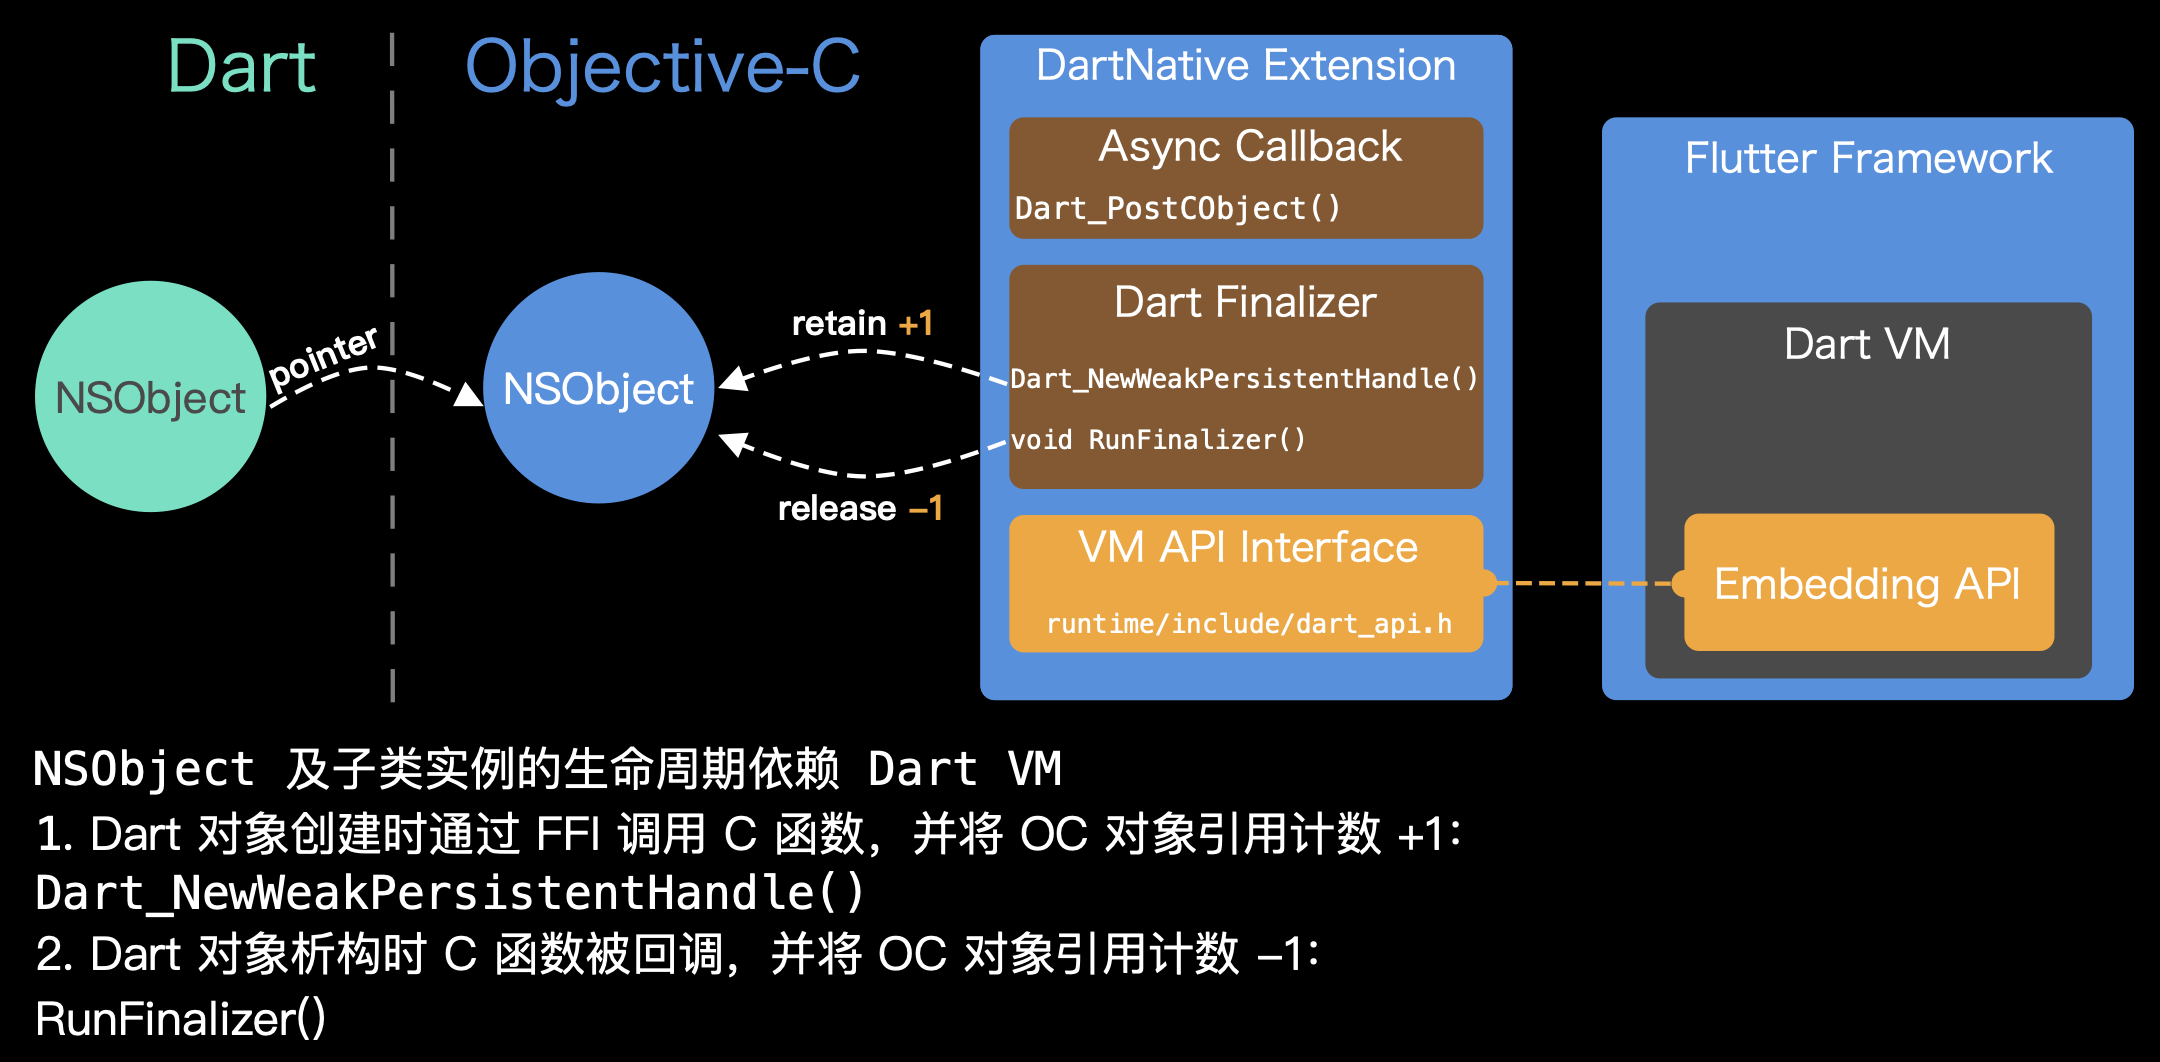 Dart
Objective-C
DartNative Extension
Async Callback
Dart_PostCObject()
Flutter Framework
Dart Finalizer
retain +1
Dart VM
pointer
NSObject
NSObject
Dart_NewWeakPersistentHandle()
void RunFinalizer()
release –1
VM API Interface
Embedding API
runtime/include/dart_api.h
NSObject 及子类实例的生命周期依赖 Dart VM
1. Dart 对象创建时通过 FFI 调用 C 函数，并将 OC 对象引用计数 +1：
Dart_NewWeakPersistentHandle()
2. Dart 对象析构时 C 函数被回调，并将 OC 对象引用计数 –1：
RunFinalizer()